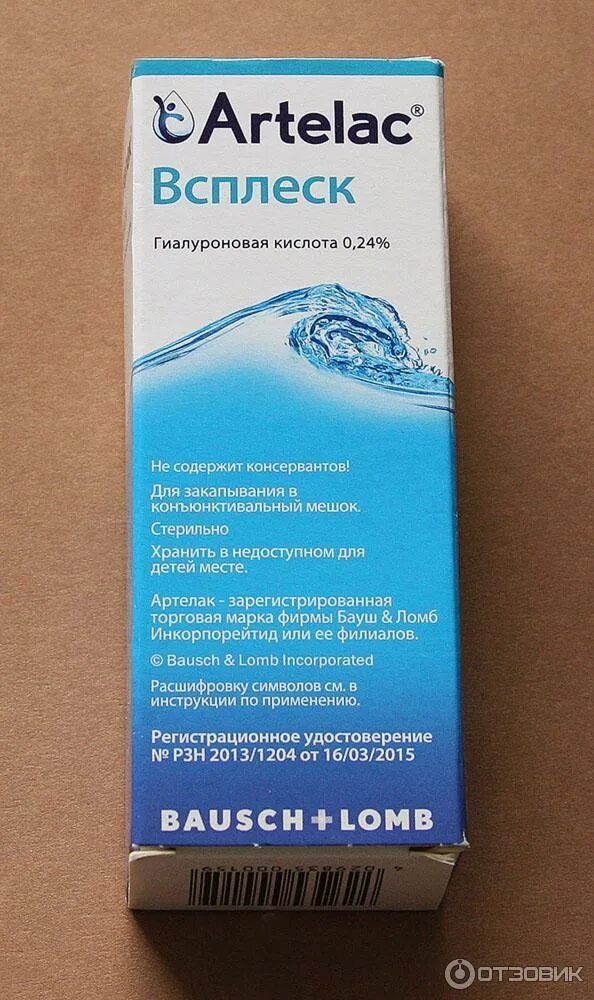 Artelac®
Всплеск
Гиалуроновая кислота 0,24%
Не содержит консервантов!
Для закапывания в
конъюнктивальный мешок.
Стерильно
Хранить в недоступном для
детей месте.
Артелак - зарегистрированная
торговая марка фирмы Бауш & Ломб
Инкорпорейтид или ее филиалов.
© Bausch & Lomb Incorporated
Расшифровку символов см. в
инструкции по применению.
Регистрационное удостоверение
№ РЗН 2013/1204 от 16/03/2015
BAUSCH + LOMB
ОТЗОВИК